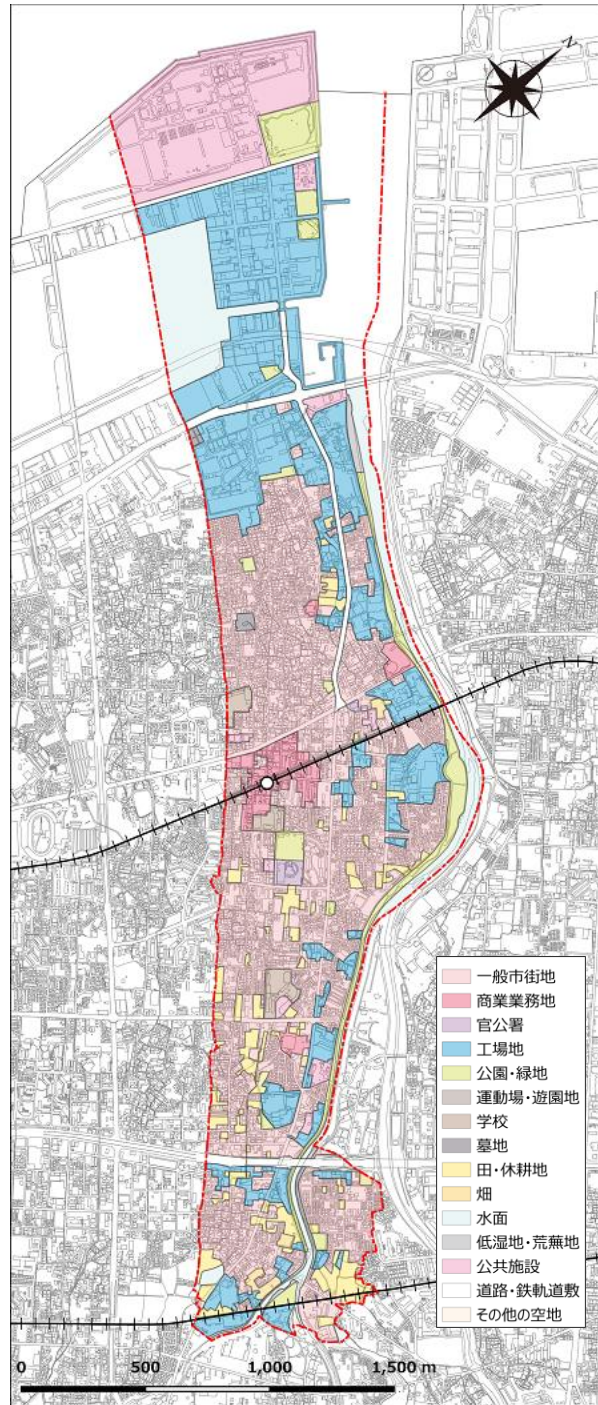 N
一般市街地
商業業務地
官公署
工場地
公園・緑地
運動場・遊園地
学校
墓地
田・休耕地
畑
水面
低湿地・荒蕪地
公共施設
道路・鉄軌道敷
その他の空地
0 500 1,000 1,500 m